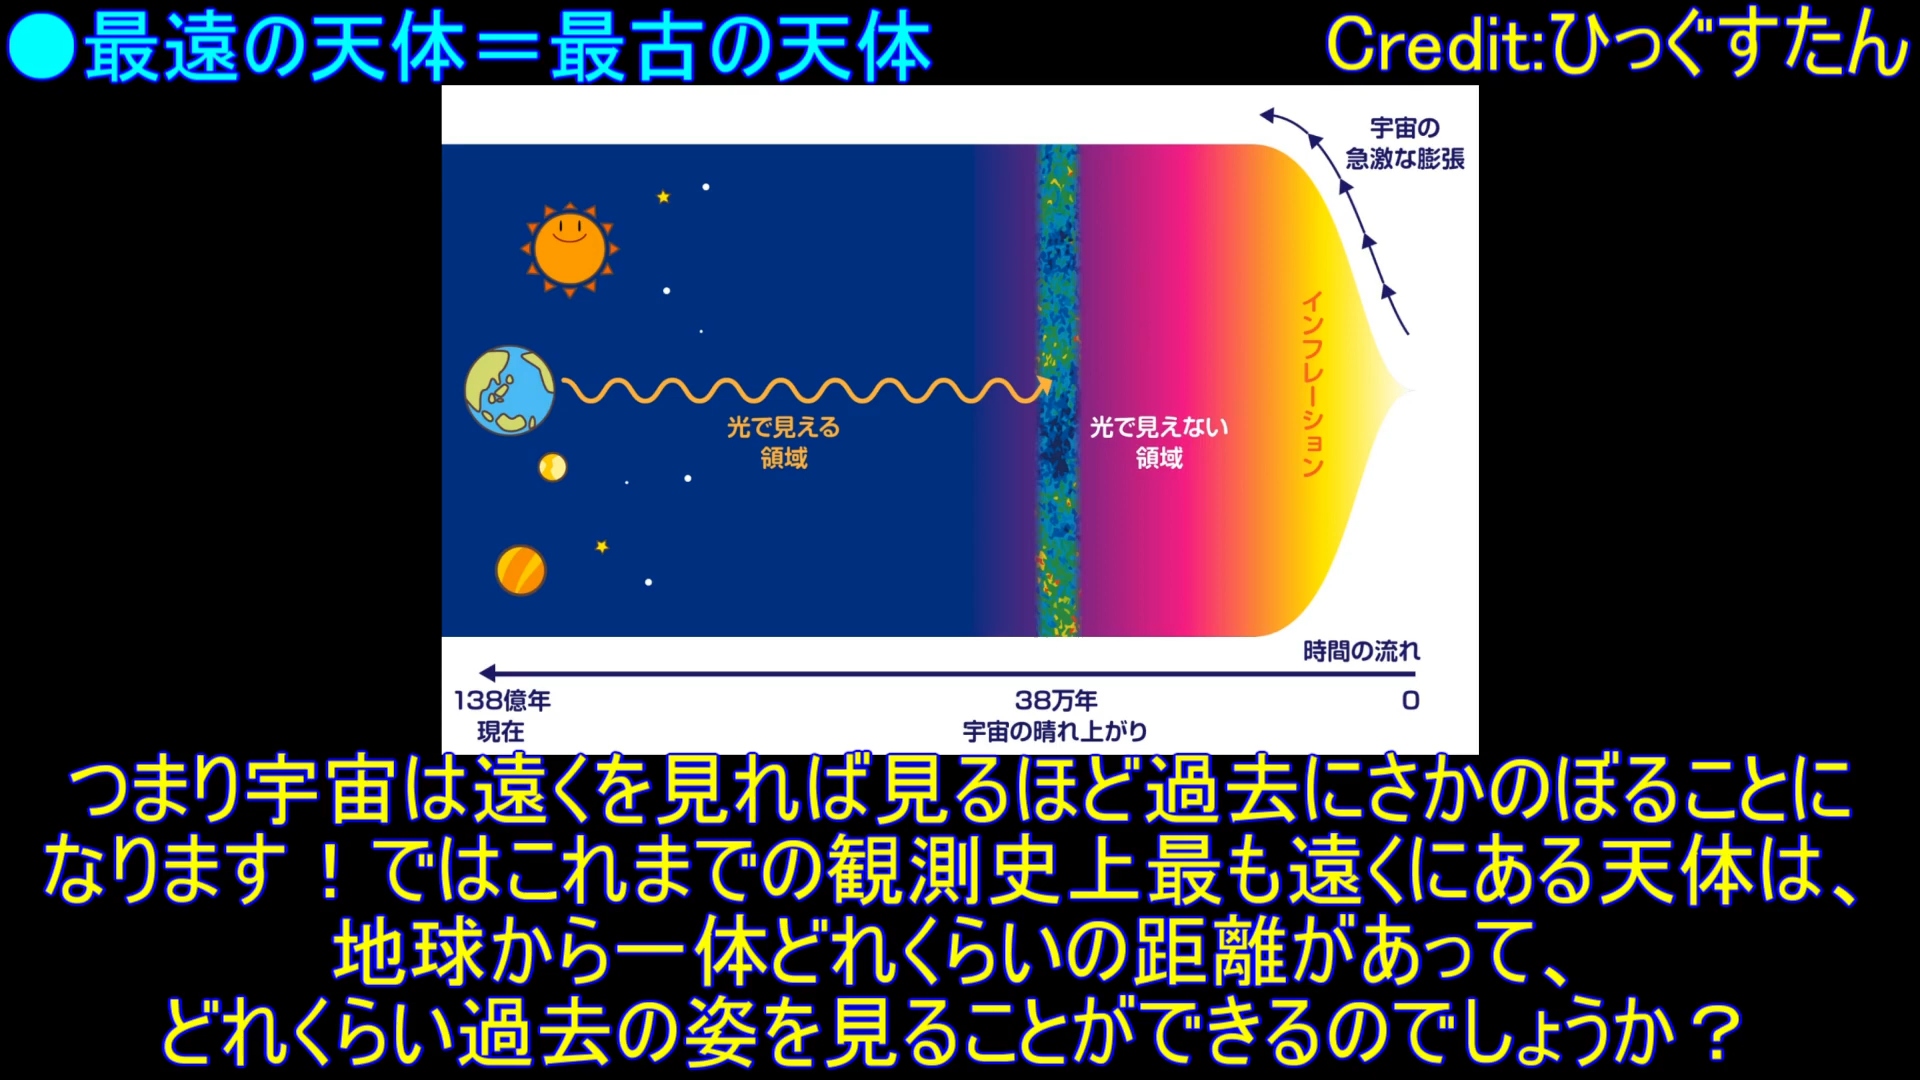 ●最遠の天体＝最古の天体
Credit:ひっぐすたん
宇宙の
急激な膨張
インフレーション
光で見える
領域
光で見えない
領域
時間の流れ
138億年
現在
38万年
宇宙の晴れ上がり
0
つまり宇宙は遠くを見れば見るほど過去にさかのぼることに
なります！ではこれまでの観測史上最も遠くにある天体は、
地球から一体どれくらいの距離があって、
どれくらい過去の姿を見ることができるのでしょうか？